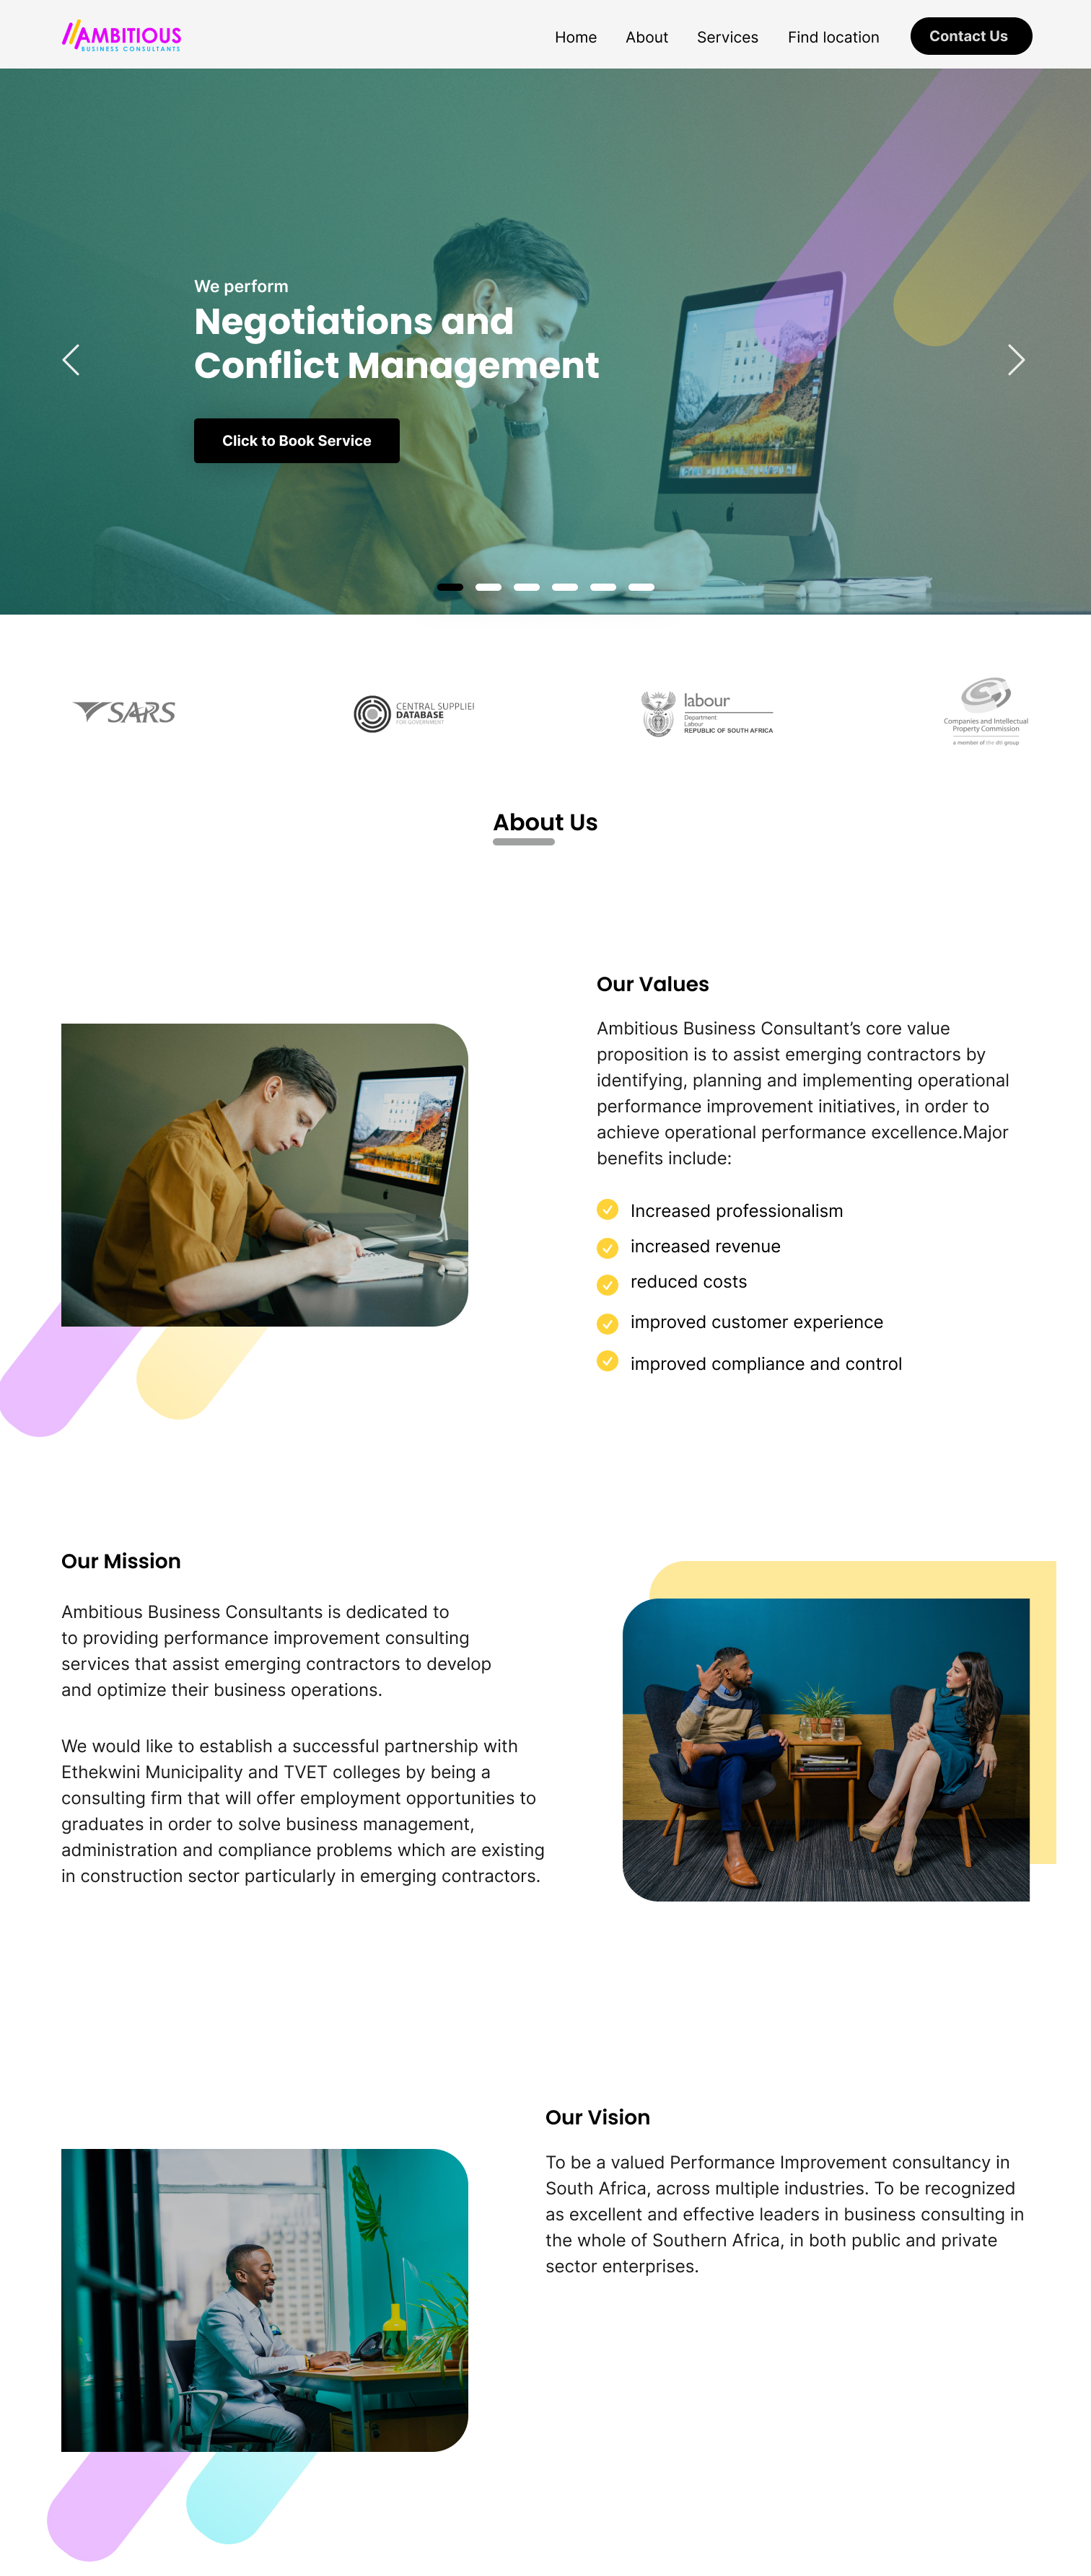 AMBITIOUS
BUSINESS CONSULTANTS
Home About Services Find location Contact Us
We perform
Negotiations and
Conflict Management
Click to Book Service
SARS
CENTRAL SUPPLIE
DATABASE
FOR GOVERNMENT
labour
Department
Labour
REPUBLIC OF SOUTH AFRICA
Companies and Intellectual
Property Commission
a member of the dti group
About Us
Our Values
Ambitious Business Consultant’s core value
proposition is to assist emerging contractors by
identifying, planning and implementing operational
performance improvement initiatives, in order to
achieve operational performance excellence.Major
benefits include:
Increased professionalism
increased revenue
reduced costs
improved customer experience
improved compliance and control
Our Mission
Ambitious Business Consultants is dedicated to
to providing performance improvement consulting
services that assist emerging contractors to develop
and optimize their business operations.
We would like to establish a successful partnership with
Ethekwini Municipality and TVET colleges by being a
consulting firm that will offer employment opportunities to
graduates in order to solve business management,
administration and compliance problems which are existing
in construction sector particularly in emerging contractors.
Our Vision
To be a valued Performance Improvement consultancy in
South Africa, across multiple industries. To be recognized
as excellent and effective leaders in business consulting in
the whole of Southern Africa, in both public and private
sector enterprises.